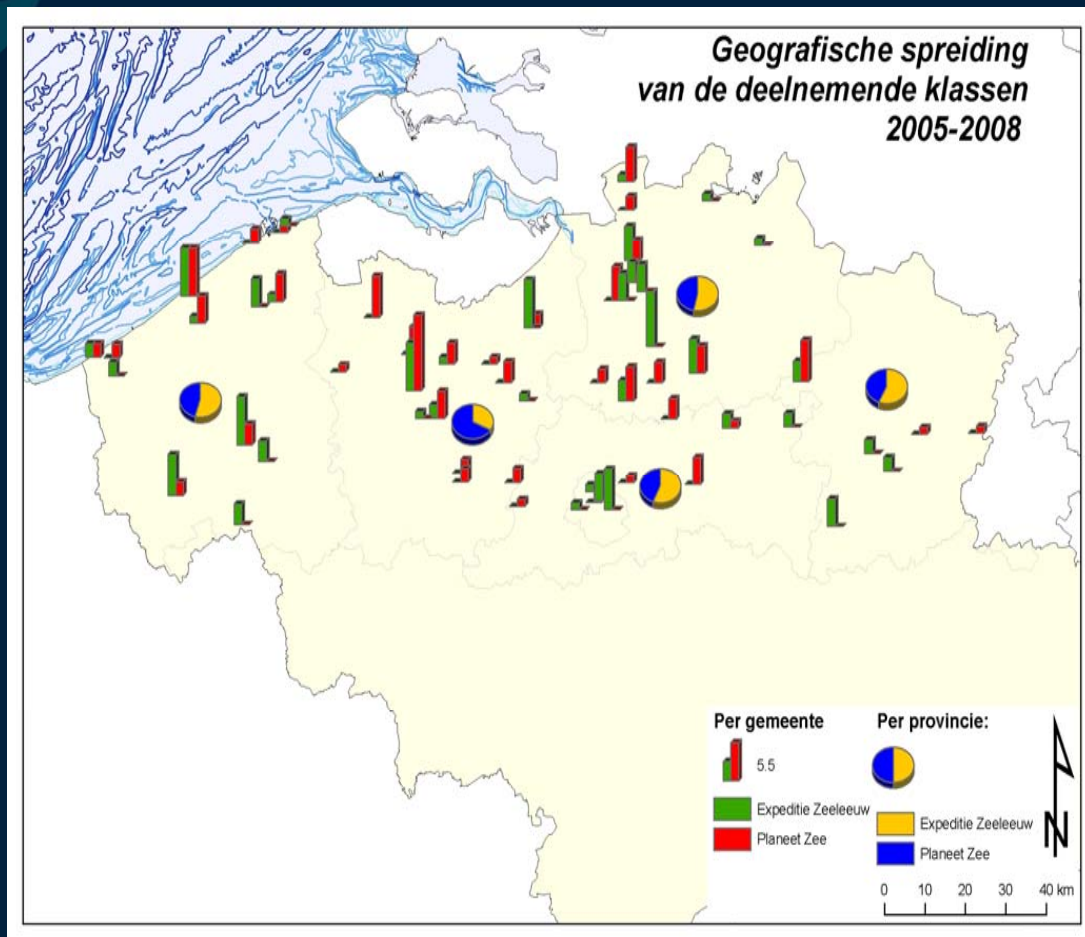 Geografische spreiding
van de deelnemende klassen
2005-2008
Per gemeente
5.5
Expeditie Zeeleeuw
Planeet Zee
Per provincie:
Expeditie Zeeleeuw
Planeet Zee
N
0 10 20 30 40 km